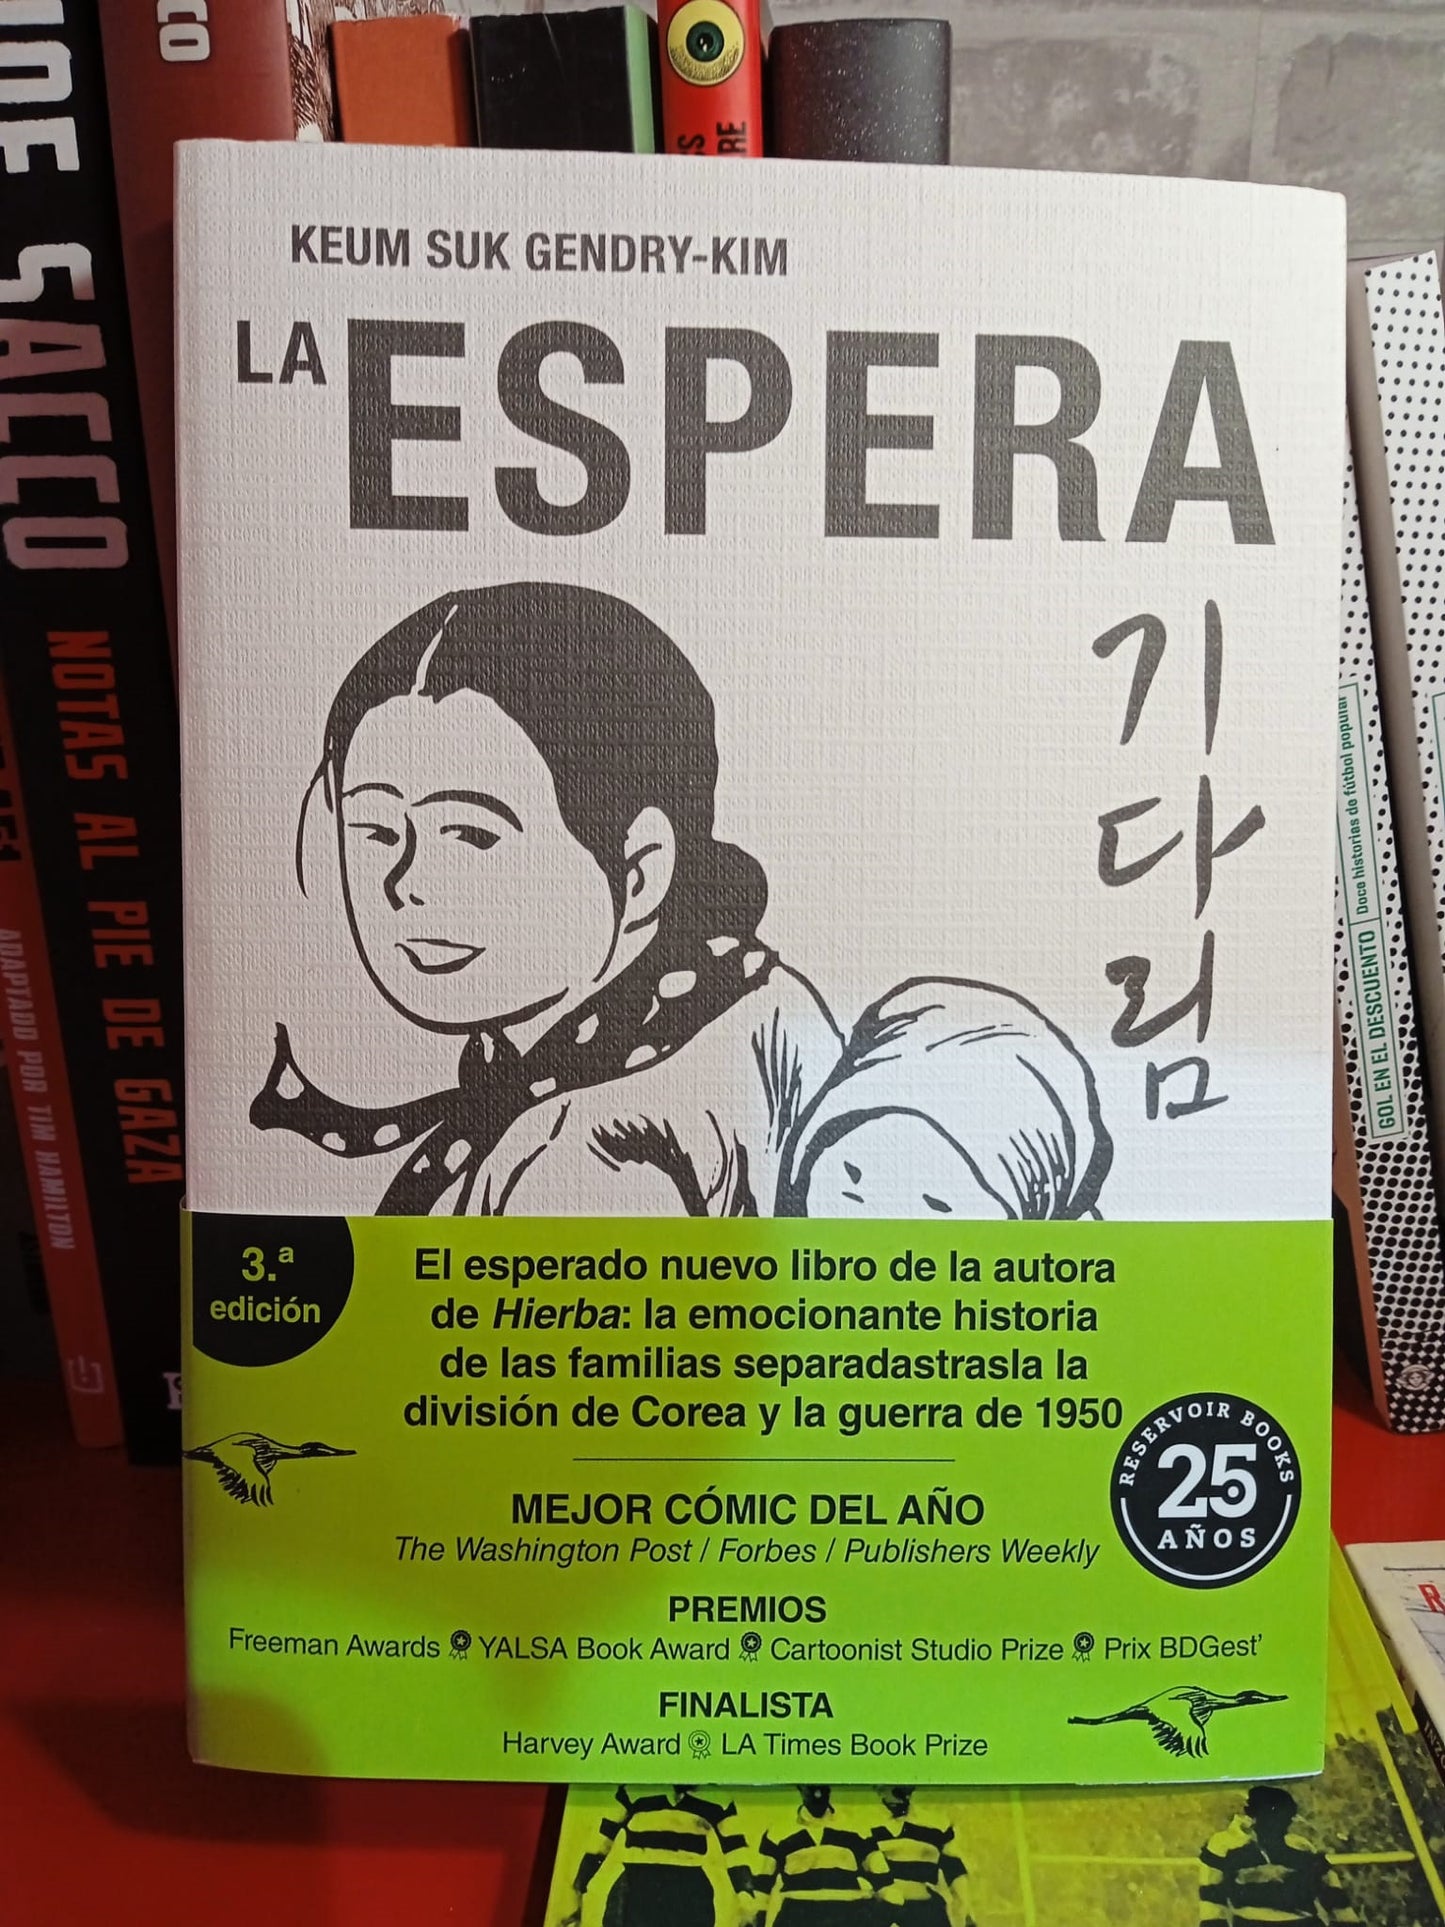 KEUM SUK GENDRY-KIM
LA ESPERA
기다림
3.ª
edición
El esperado nuevo libro de la autora
de Hierba: la emocionante historia
de las familias separadastrasla la
división de Corea y la guerra de 1950
MEJOR CÓMIC DEL AÑO
The Washington Post / Forbes / Publishers Weekly
PREMIOS
Freeman Awards YALSA Book Award Cartoonist Studio Prize Prix BDGest'
FINALISTA
Harvey Award LA Times Book Prize
RESERVOIR BOOKS
25
AÑOS
SACCO
NOTAS AL PIE DE GAZA
ADAPTADO POR TIM HAMILTON
GOL EN EL DESCUENTO Doce historias de fútbol popular